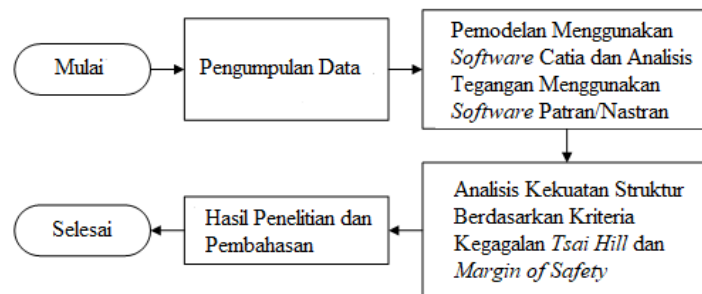 Mulai
Pengumpulan Data
Pemodelan Menggunakan
Software Catia dan Analisis
Tegangan Menggunakan
Software Patran/Nastran
Analisis Kekuatan Struktur
Berdasarkan Kriteria
Kegagalan Tsai Hill dan
Margin of Safety
Hasil Penelitian dan
Pembahasan
Selesai